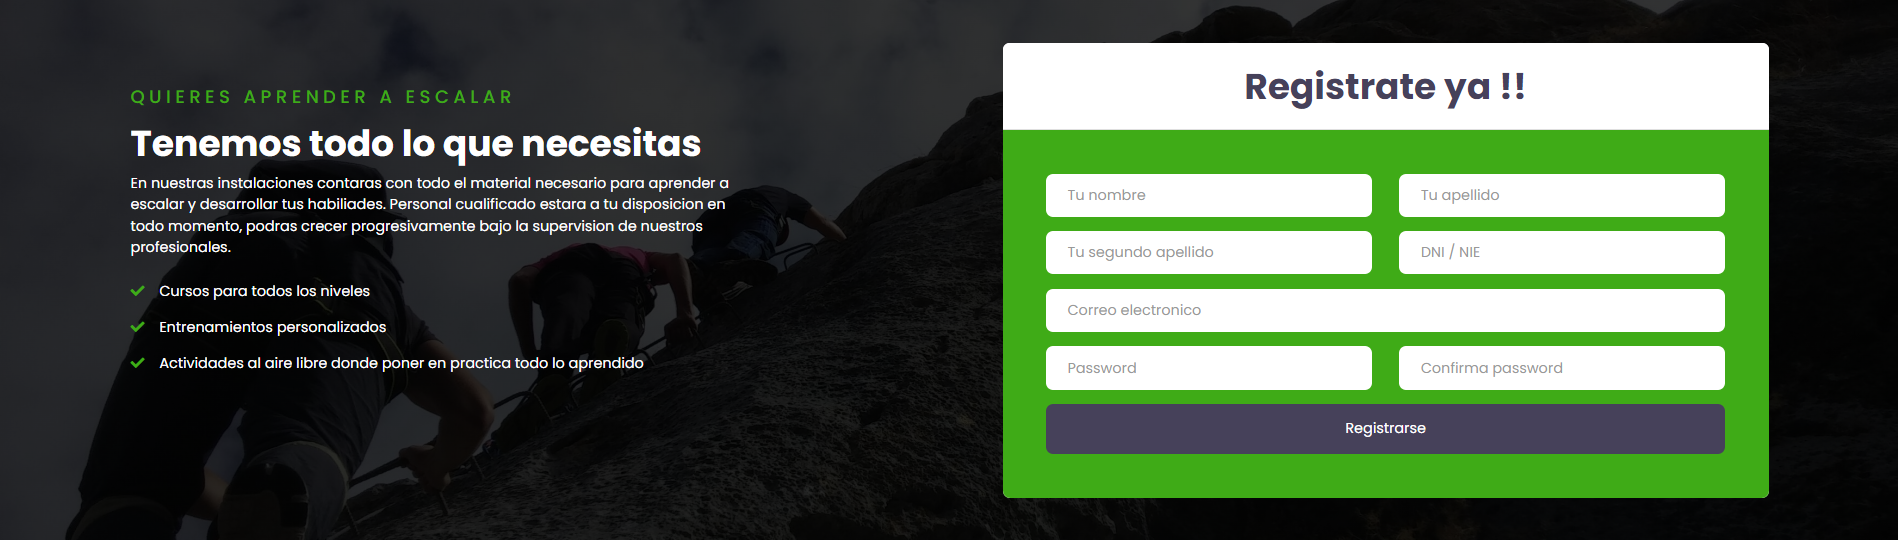 QUIERES APRENDER A ESCALAR
Tenemos todo lo que necesitas
En nuestras instalaciones contaras con todo el material necesario para aprender a
escalar y desarrollar tus habiliades. Personal cualificado estara a tu disposicion en
todo momento, podras crecer progresivamente bajo la supervision de nuestros
profesionales.
Cursos para todos los niveles
Entrenamientos personalizados
Actividades al aire libre donde poner en practica todo lo aprendido
Registrate ya !!
Tu nombre
Tu apellido
Tu segundo apellido
DNI / NIE
Correo electronico
Password
Confirma password
Registrarse